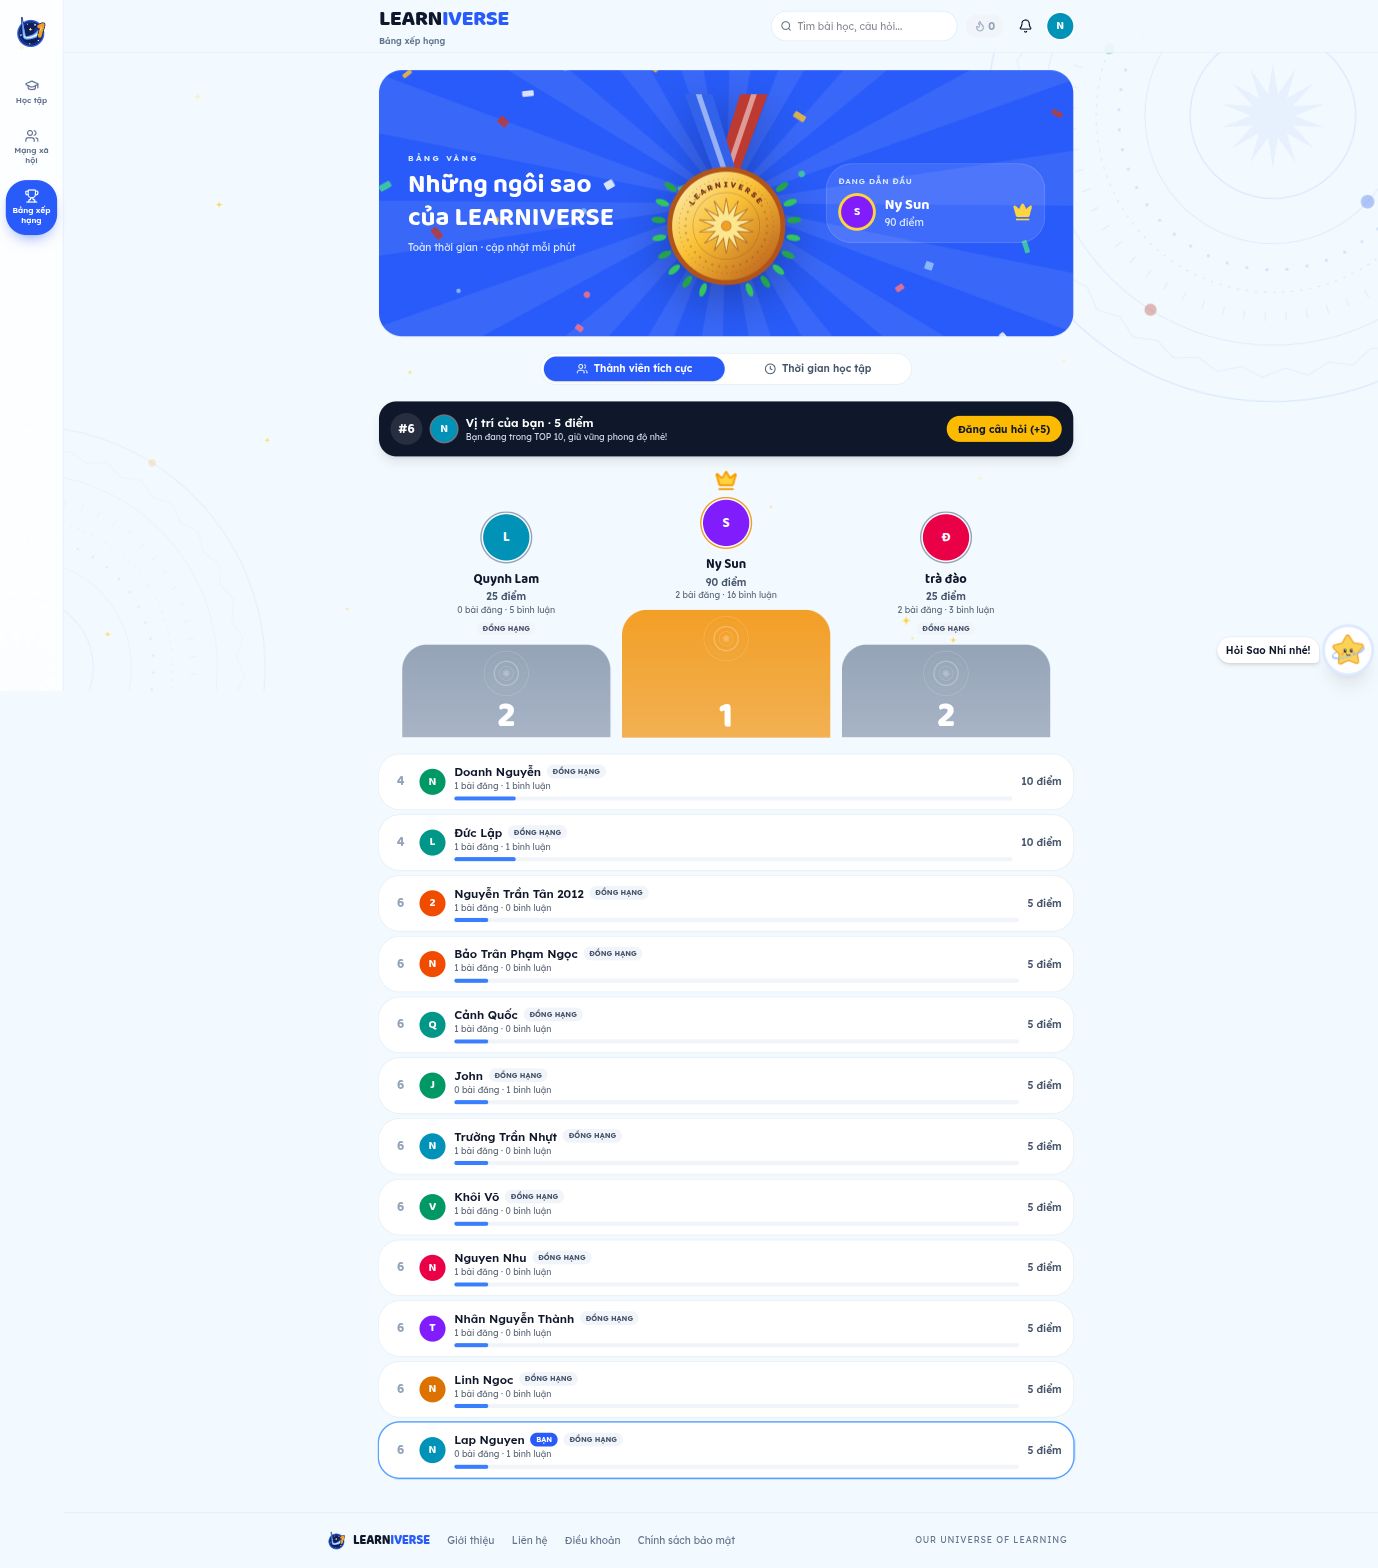 Học tập
Mạng xã
hội
Bảng xếp
hạng
LEARNIVERSE
Bảng xếp hạng
Tìm bài học, câu hỏi...
0
N
BẢNG VÀNG
Những ngôi sao
của LEARNIVERSE
Toàn thời gian · cập nhật mỗi phút
LEARNIVERSE
ĐANG DẪN ĐẦU
S
Ny Sun
90 điểm
Thành viên tích cực
Thời gian học tập
#6
N
Vị trí của bạn · 5 điểm
Bạn đang trong TOP 10, giữ vững phong độ nhé!
Đăng câu hỏi (+5)
L
Quynh Lam
25 điểm
0 bài đăng · 5 bình luận
ĐỒNG HẠNG
2
S
Ny Sun
90 điểm
2 bài đăng · 16 bình luận
1
Đ
trà đào
25 điểm
2 bài đăng · 3 bình luận
ĐỒNG HẠNG
2
Hỏi Sao Nhí nhé!
4
N
Doanh Nguyễn ĐỒNG HẠNG
1 bài đăng · 1 bình luận
10 điểm
4
L
Đức Lập ĐỒNG HẠNG
1 bài đăng · 1 bình luận
10 điểm
6
2
Nguyễn Trần Tân 2012 ĐỒNG HẠNG
1 bài đăng · 0 bình luận
5 điểm
6
N
Bảo Trân Phạm Ngọc ĐỒNG HẠNG
1 bài đăng · 0 bình luận
5 điểm
6
Q
Cảnh Quốc ĐỒNG HẠNG
1 bài đăng · 0 bình luận
5 điểm
6
J
John ĐỒNG HẠNG
0 bài đăng · 1 bình luận
5 điểm
6
N
Trường Trần Nhựt ĐỒNG HẠNG
1 bài đăng · 0 bình luận
5 điểm
6
V
Khôi Võ ĐỒNG HẠNG
1 bài đăng · 0 bình luận
5 điểm
6
N
Nguyen Nhu ĐỒNG HẠNG
1 bài đăng · 0 bình luận
5 điểm
6
T
Nhân Nguyễn Thành ĐỒNG HẠNG
1 bài đăng · 0 bình luận
5 điểm
6
N
Linh Ngoc ĐỒNG HẠNG
1 bài đăng · 0 bình luận
5 điểm
6
N
Lap Nguyen BẠN ĐỒNG HẠNG
0 bài đăng · 1 bình luận
5 điểm
LEARNIVERSE Giới thiệu Liên hệ Điều khoản Chính sách bảo mật OUR UNIVERSE OF LEARNING